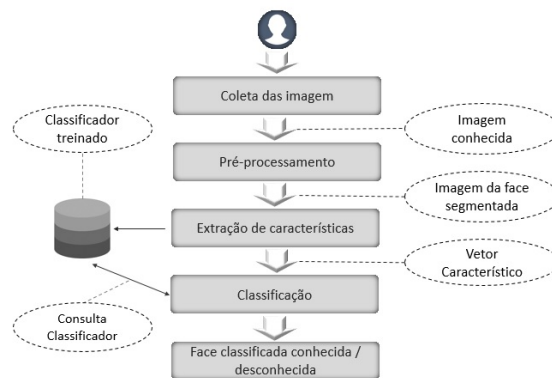 Coleta das imagem
Classificador
treinado
Imagem
conhecida
Pré-processamento
Imagem da face
segmentada
Extração de características
Vetor
Característico
Classificação
Consulta
Classificador
Face classificada conhecida /
desconhecida